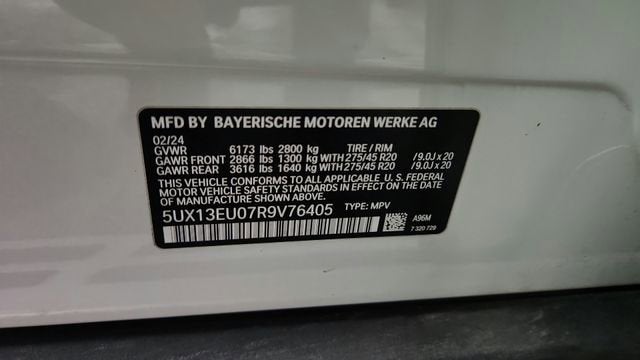 MFD BY BAYERISCHE MOTOREN WERKE AG
02/24
GVWR 6173 lbs 2800 kg TIRE / RIM
GAWR FRONT 2866 lbs 1300 kg WITH 275/45 R20 /9.0J x 20
GAWR REAR 3616 lbs 1640 kg WITH 275/45 R20 /9.0J x 20
THIS VEHICLE CONFORMS TO ALL APPLICABLE U. S. FEDERAL
MOTOR VEHICLE SAFETY STANDARDS IN EFFECT ON THE DATE
OF MANUFACTURE SHOWN ABOVE.
5UX13EU07R9V76405 TYPE: MPV
A96M
7 320 729